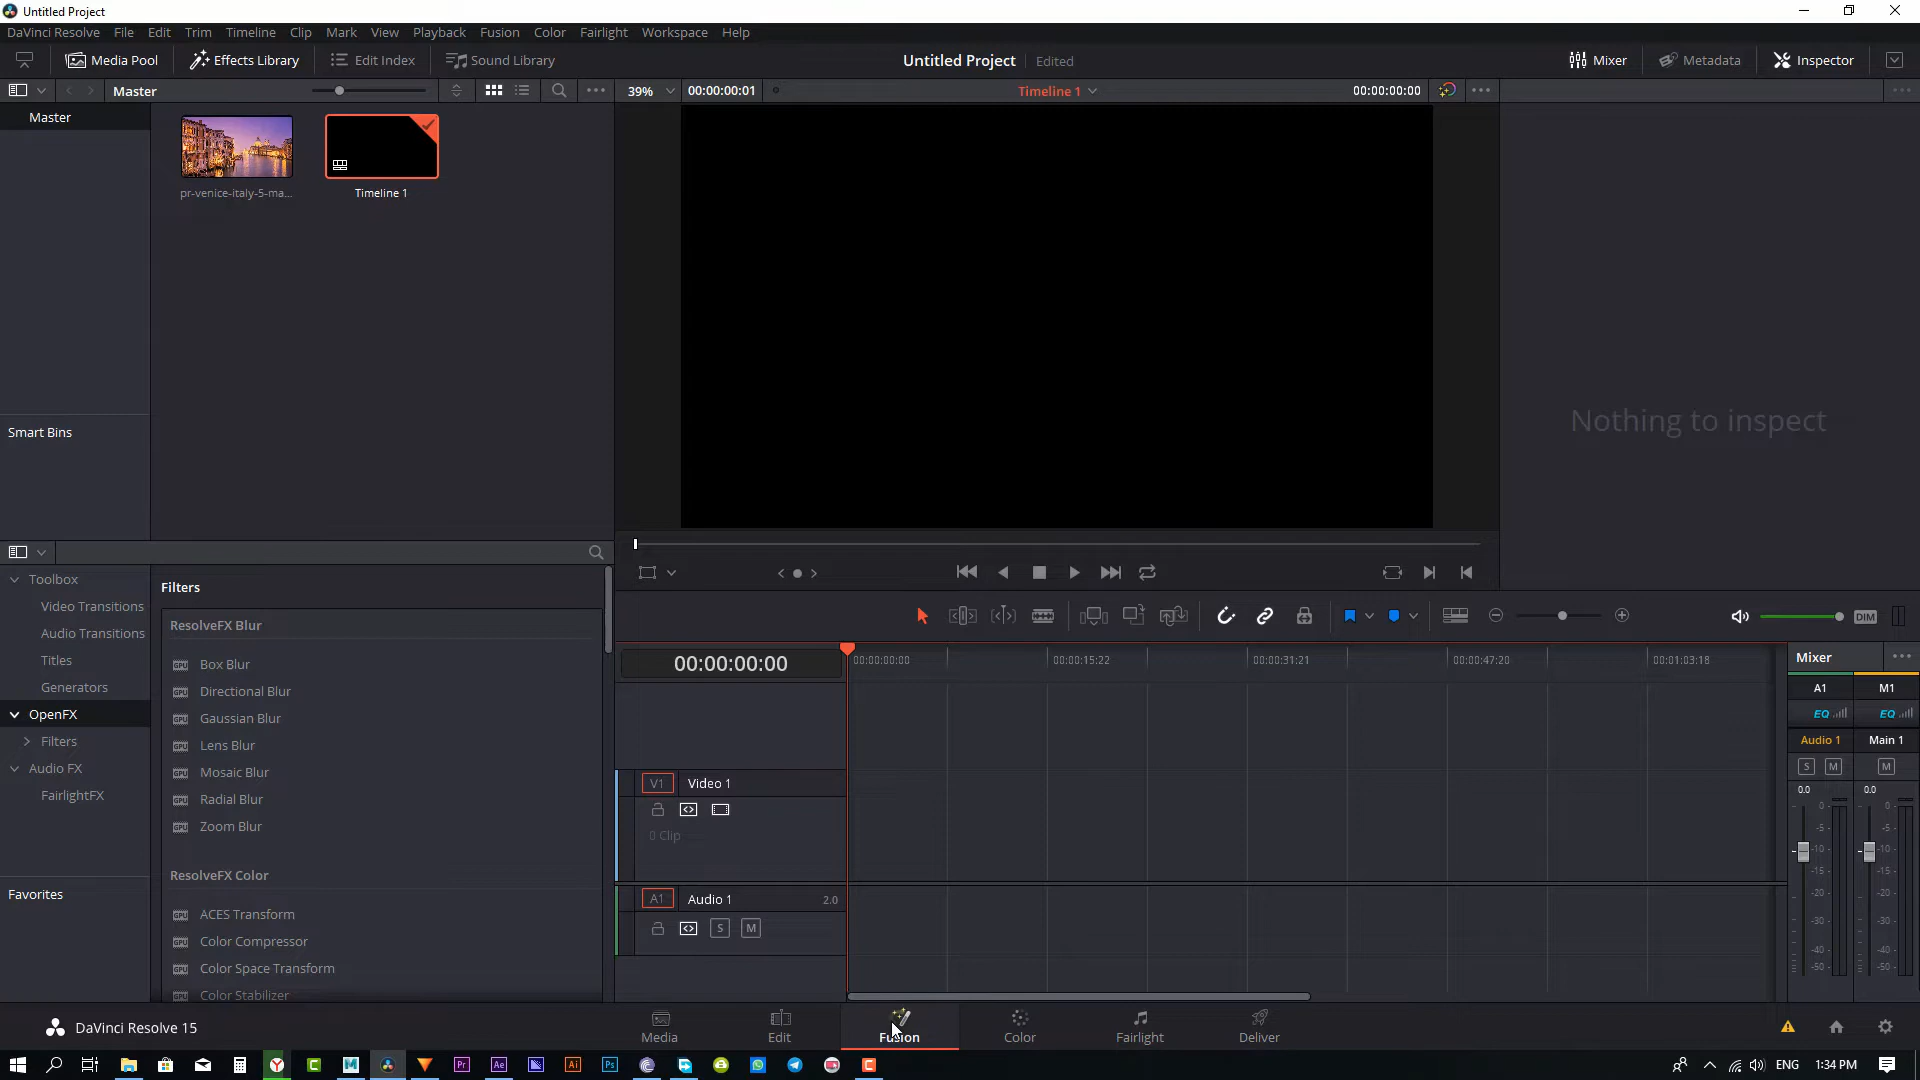 Untitled Project
DaVinci Resolve File Edit Trim Timeline Clip Mark View Playback Fusion Color Fairlight Workspace Help
Media Pool Effects Library Edit Index Sound Library Untitled Project Edited Mixer Metadata Inspector
Master 39% 00:00:00:01 Timeline 1 00:00:00:00
Master
pr-venice-italy-5-ma... Timeline 1
Nothing to inspect
Smart Bins
Toolbox
Video Transitions
Audio Transitions
Titles
Generators
OpenFX
Filters
Audio FX
FairlightFX
Favorites
Filters
ResolveFX Blur
Box Blur
Directional Blur
Gaussian Blur
Lens Blur
Mosaic Blur
Radial Blur
Zoom Blur
ResolveFX Color
ACES Transform
Color Compressor
Color Space Transform
Color Stabilizer
DIM
00:00:00:00 00:00:00:00 00:00:15:22 00:00:31:21 00:00:47:20 00:01:03:18
V1 Video 1
0 Clip
A1 Audio 1 2.0
S M
Mixer
A1 M1
EQ EQ
Audio 1 Main 1
S M M
0.0 0.0
0 0
-5 -5
-10 -10
-15 -15
-20 -20
-30 -30
-40 -40
-50 -50
DaVinci Resolve 15 Media Edit Fusion Color Fairlight Deliver
Pr Ae Ai Ps ENG 1:34 PM